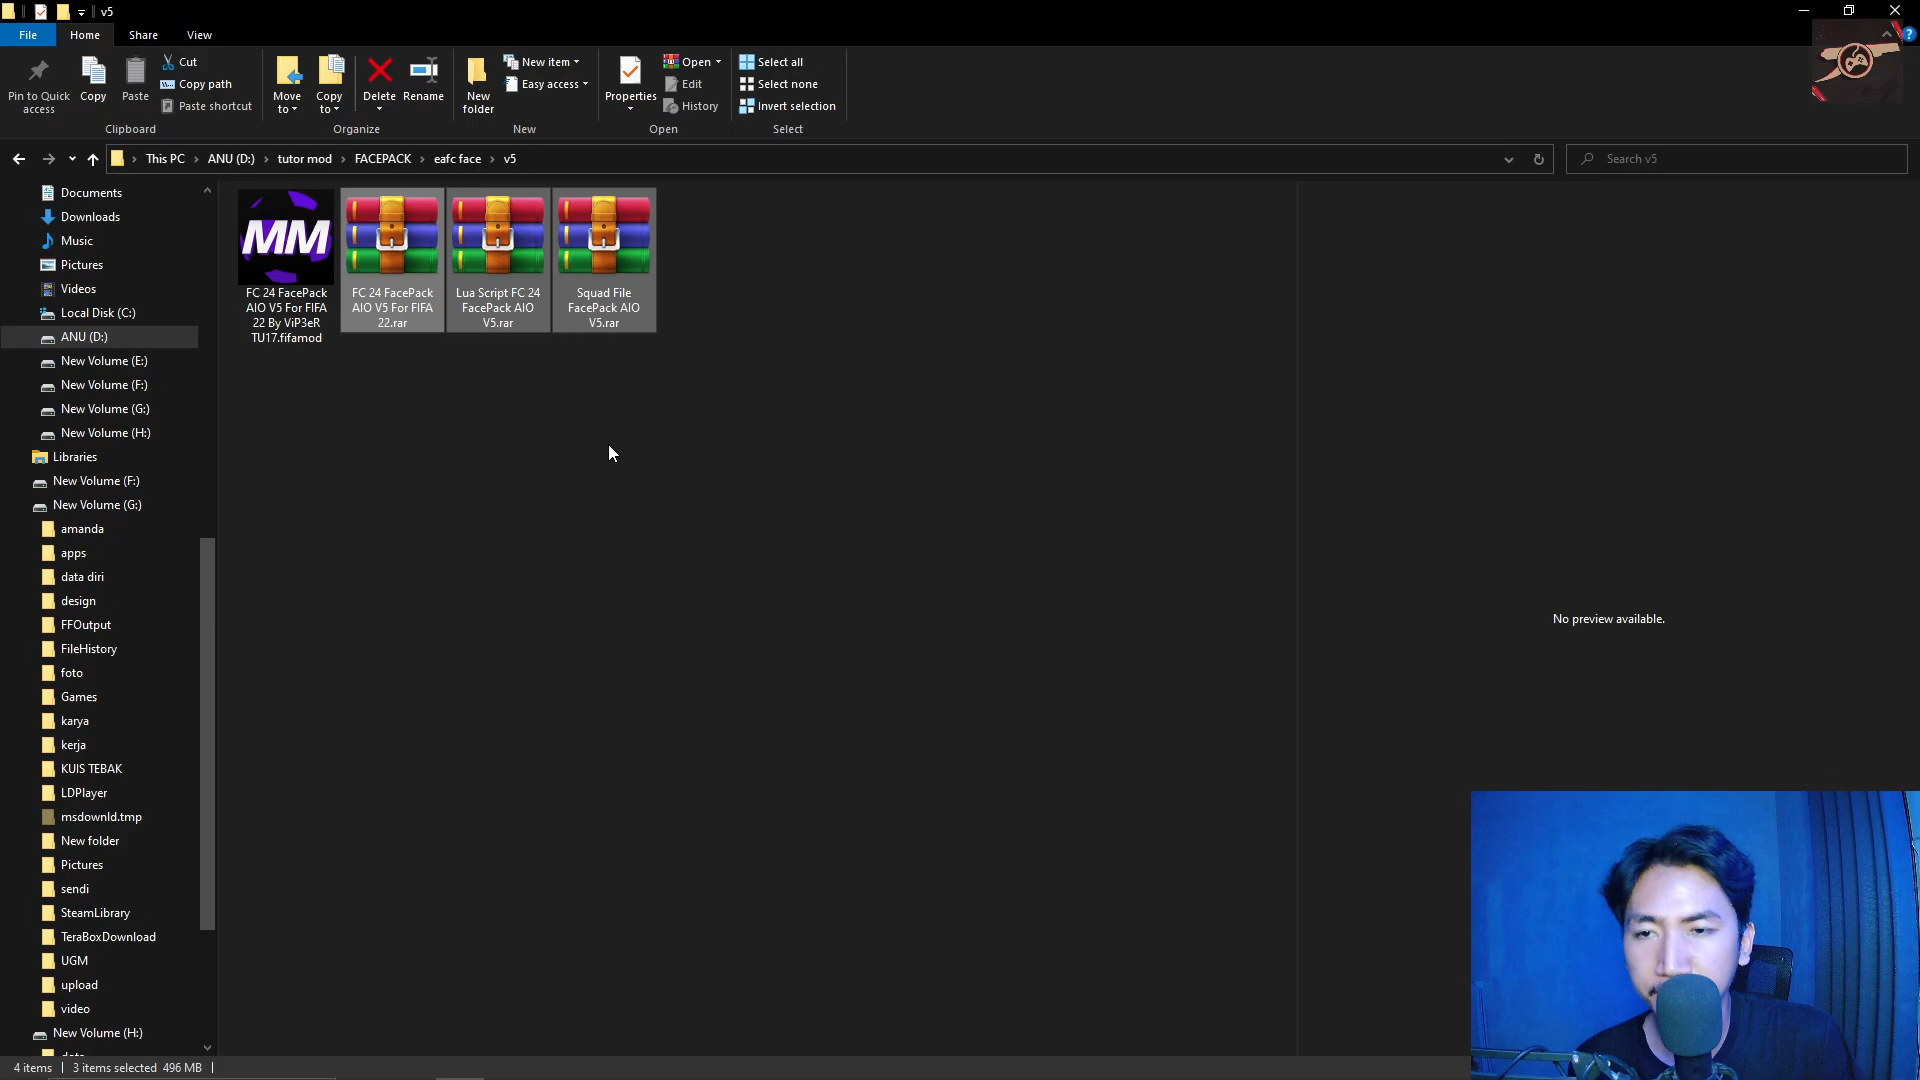 v5
File
Home
Share
View
Pin to Quick access
Copy
Paste
Cut
Copy path
Paste shortcut
Clipboard
Move to
Copy to
Delete
Rename
Organize
New folder
New item
Easy access
New
Properties
Open
Edit
History
Open
Select all
Select none
Invert selection
Select
This PC
ANU (D:)
tutor mod
FACEPACK
eafc face
v5
Search v5
Documents
Downloads
Music
Pictures
Videos
Local Disk (C:)
ANU (D:)
New Volume (E:)
New Volume (F:)
New Volume (G:)
New Volume (H:)
Libraries
New Volume (F:)
New Volume (G:)
amanda
apps
data diri
design
FFOutput
FileHistory
foto
Games
karya
kerja
KUIS TEBAK
LDPlayer
msdownld.tmp
New folder
Pictures
sendi
SteamLibrary
TeraBoxDownload
UGM
upload
video
New Volume (H:)
MM
FC 24 FacePack
AIO V5 For FIFA
22 By ViP3eR
TU17.fifamod
FC 24 FacePack
AIO V5 For FIFA
22.rar
Lua Script FC 24
FacePack AIO
V5.rar
Squad File
FacePack AIO
V5.rar
No preview available.
4 items
3 items selected 496 MB